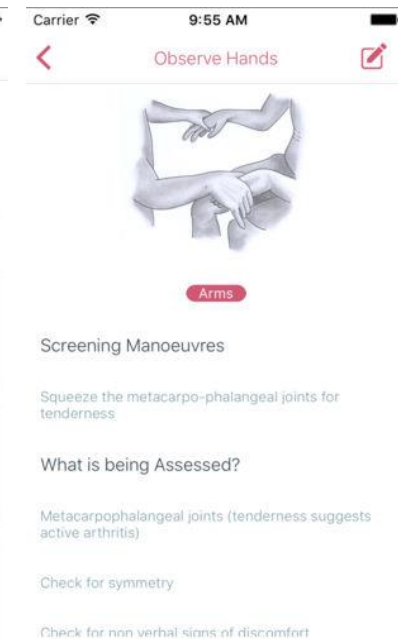 Carrier 9:55 AM
Observe Hands
Arms
Screening Manoeuvres
Squeeze the metacarpo-phalangeal joints for
tenderness
What is being Assessed?
Metacarpophalangeal joints (tenderness suggests
active arthritis)
Check for symmetry
Check for non verbal signs of discomfort